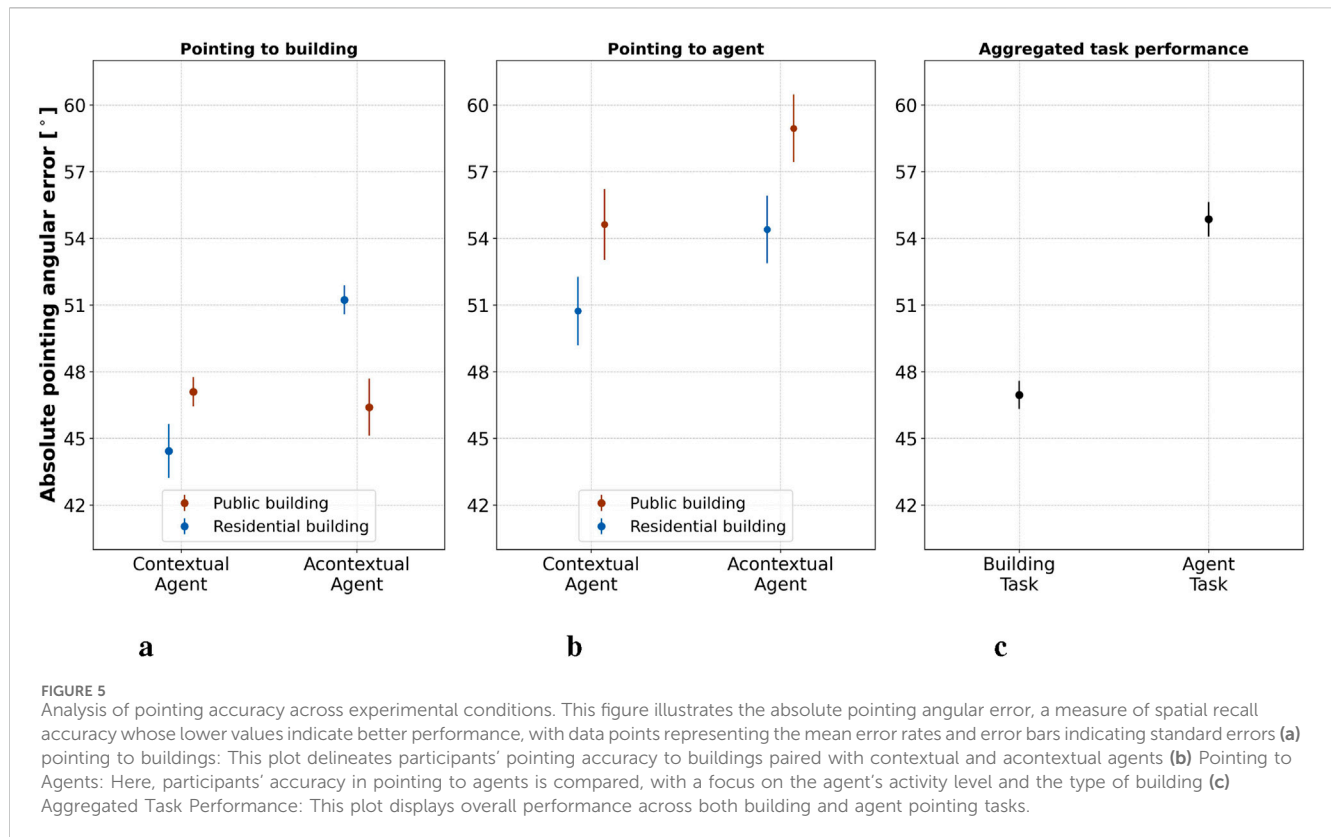 Pointing to building
Pointing to agent
Aggregated task performance
Absolute pointing angular error [°]
60
57
54
51
48
45
42
Public building
Residential building
Contextual
Agent
Acontextual
Agent
60
57
54
51
48
45
42
Public building
Residential building
Contextual
Agent
Acontextual
Agent
60
57
54
51
48
45
42
Building
Task
Agent
Task
a
b
c
FIGURE 5
Analysis of pointing accuracy across experimental conditions. This figure illustrates the absolute pointing angular error, a measure of spatial recall
accuracy whose lower values indicate better performance, with data points representing the mean error rates and error bars indicating standard errors (a)
pointing to buildings: This plot delineates participants' pointing accuracy to buildings paired with contextual and acontextual agents (b) Pointing to
Agents: Here, participants' accuracy in pointing to agents is compared, with a focus on the agent's activity level and the type of building (c)
Aggregated Task Performance: This plot displays overall performance across both building and agent pointing tasks.